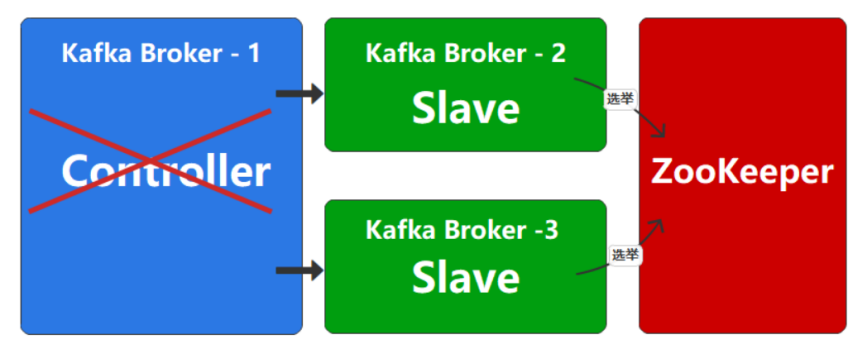 Kafka Broker - 1
Controller
Kafka Broker - 2
Slave
选举
Kafka Broker -3
Slave
选举
ZooKeeper